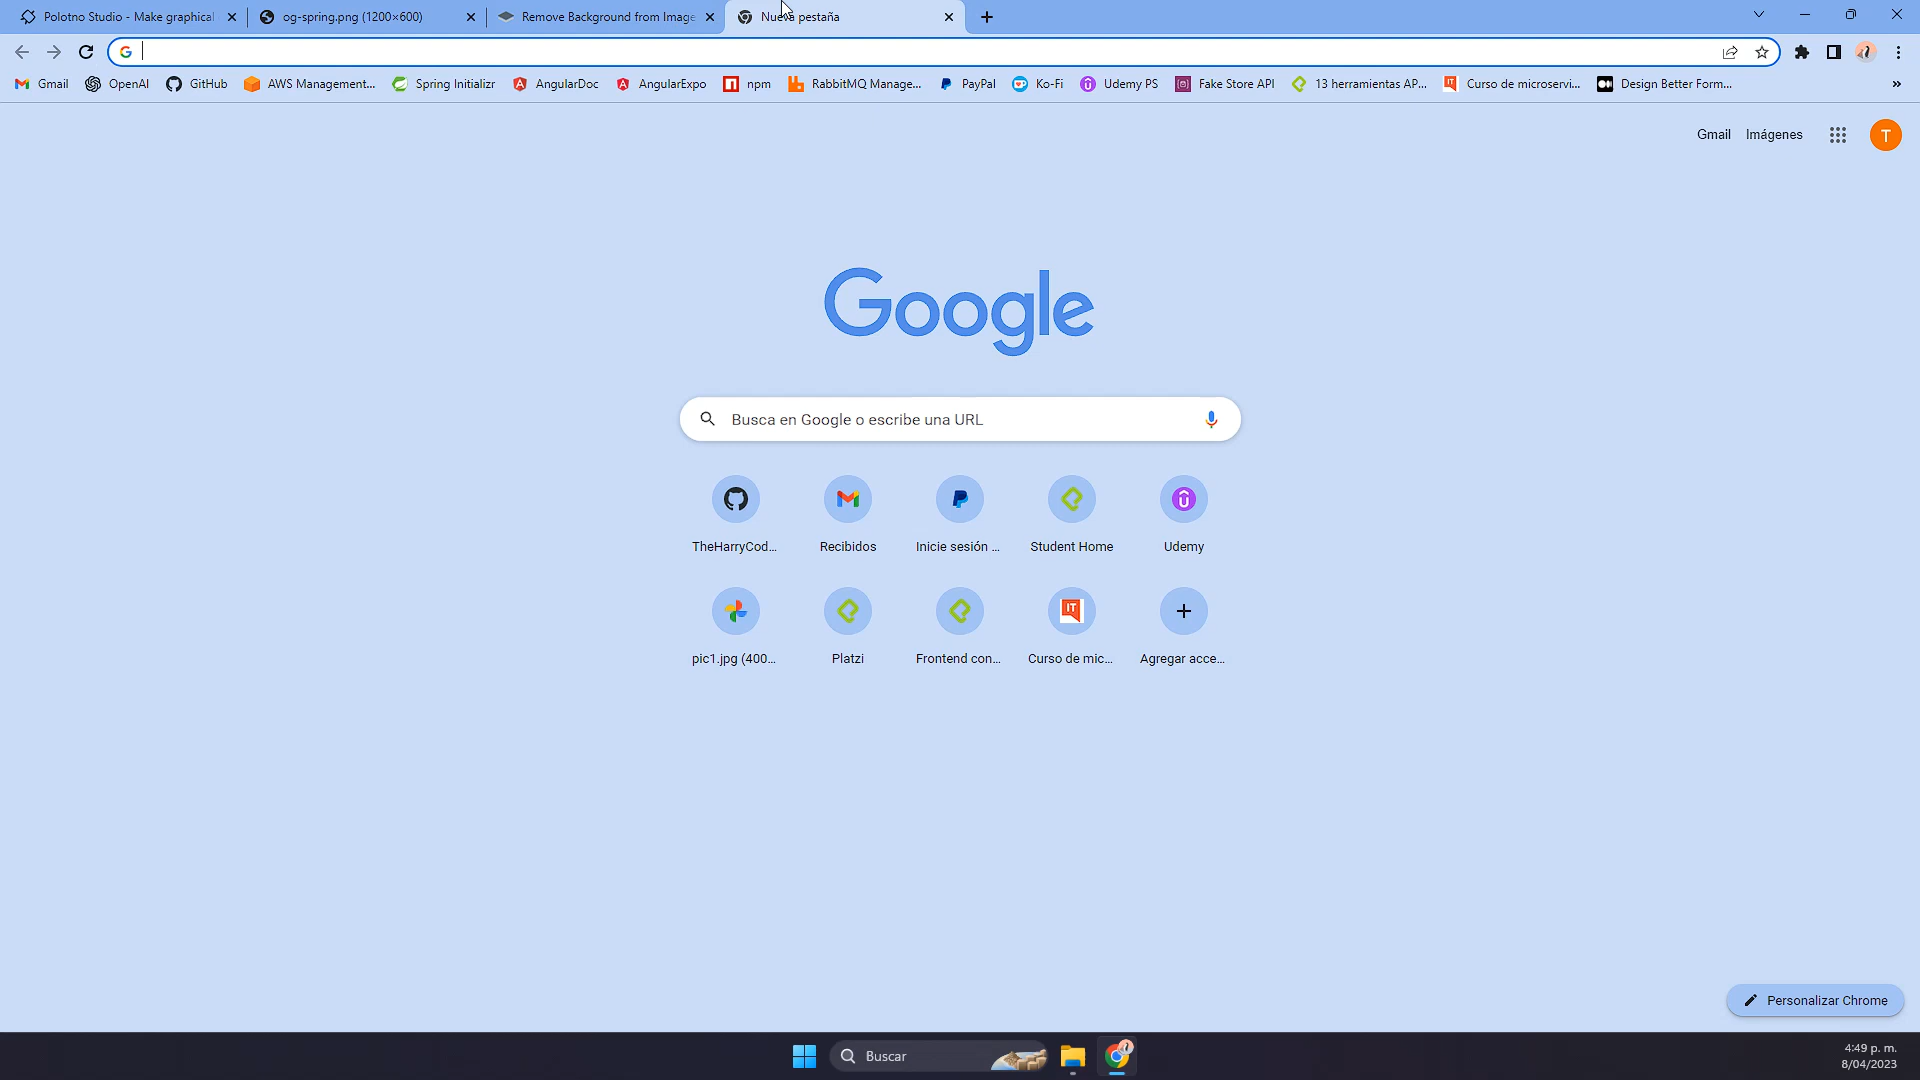 Polotno Studio - Make graphical
og-spring.png (1200×600)
Remove Background from Image
Nueva pestaña
Gmail
OpenAI
GitHub
AWS Management...
Spring Initializr
AngularDoc
AngularExpo
npm
RabbitMQ Manage...
PayPal
Ko-Fi
Udemy PS
Fake Store API
13 herramientas AP...
Curso de microservi...
Design Better Form...
»
Gmail
Imágenes
T
Google
Busca en Google o escribe una URL
TheHarryCod...
Recibidos
Inicie sesión ...
Student Home
Udemy
pic1.jpg (400...
Platzi
Frontend con...
Curso de mic...
Agregar acce...
Personalizar Chrome
Buscar
4:49 p. m.
8/04/2023